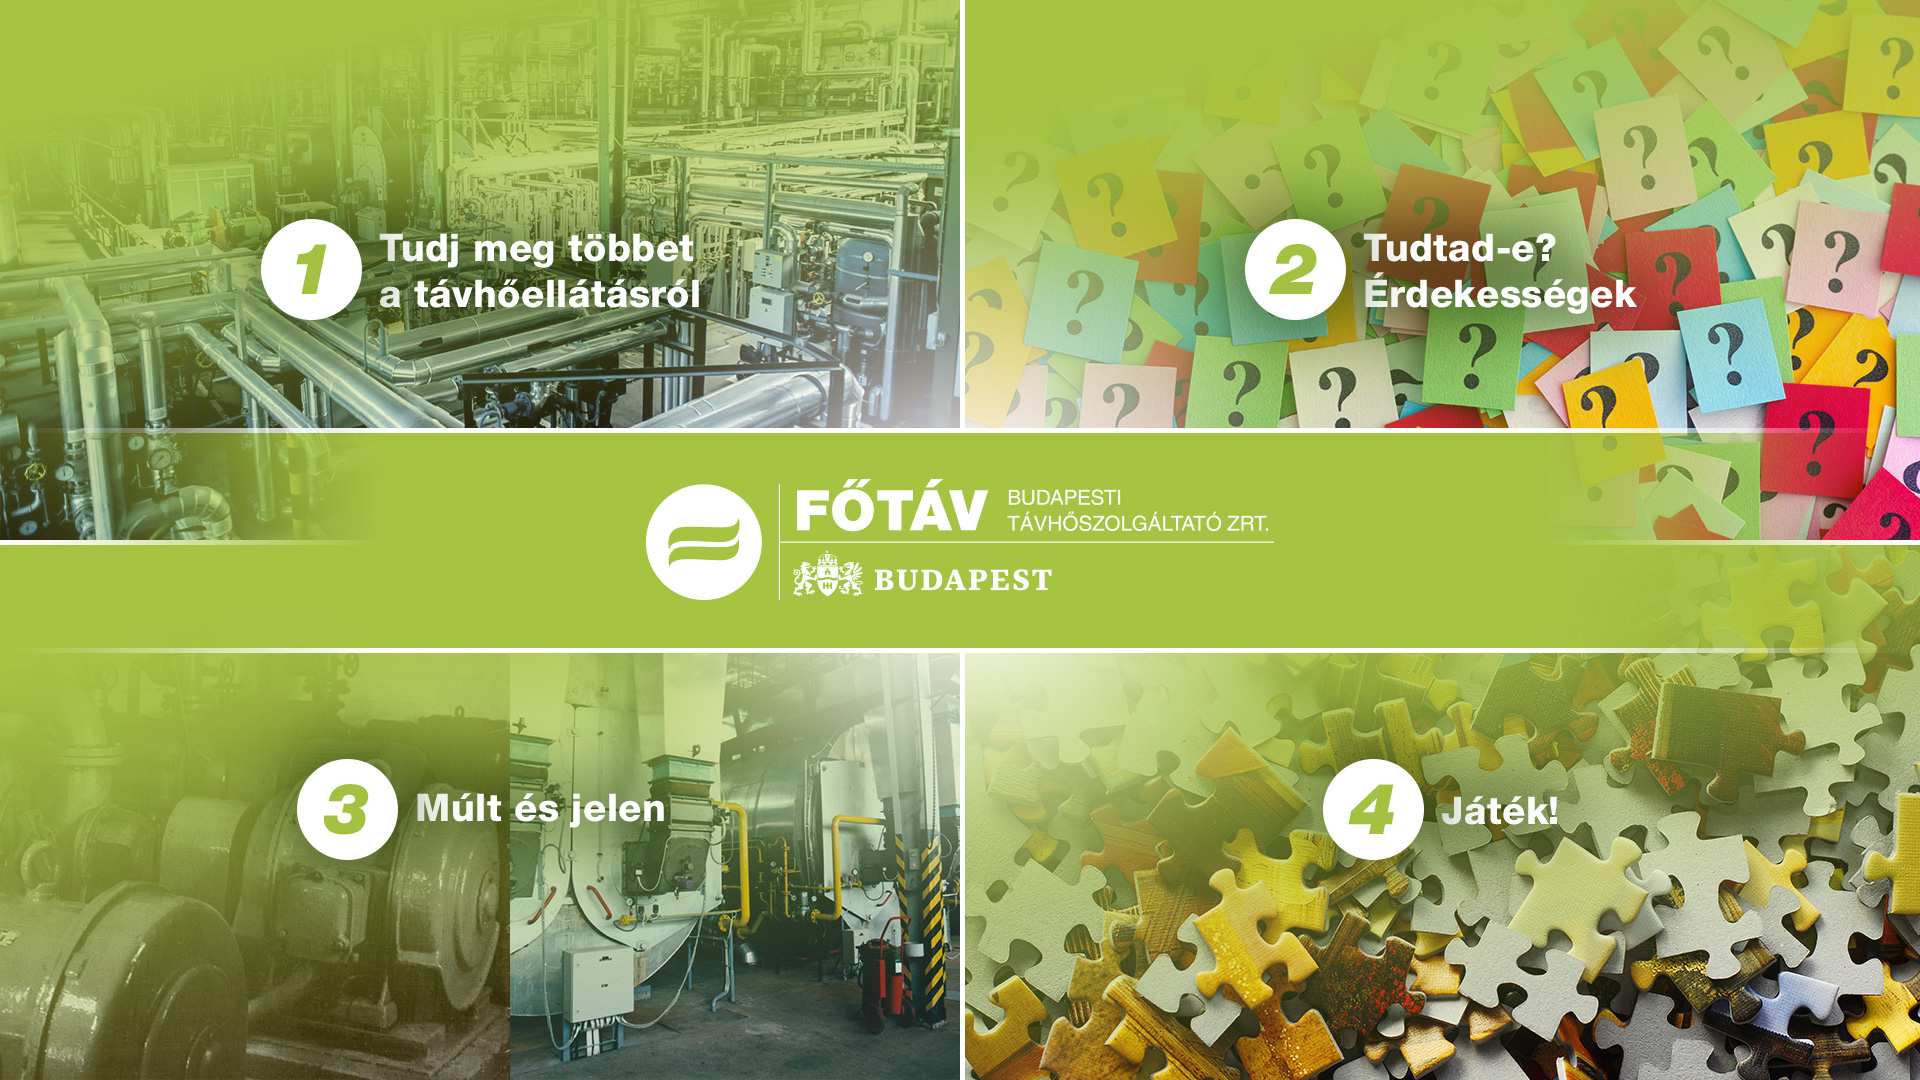 1
Tudj meg többet
a távhőellátásról
2
Tudtad-e?
Érdekességek
FŐTÁV
BUDAPESTI
TÁVHŐSZOLGÁLTATÓ ZRT.
BUDAPEST
3
Múlt és jelen
4
Játék!